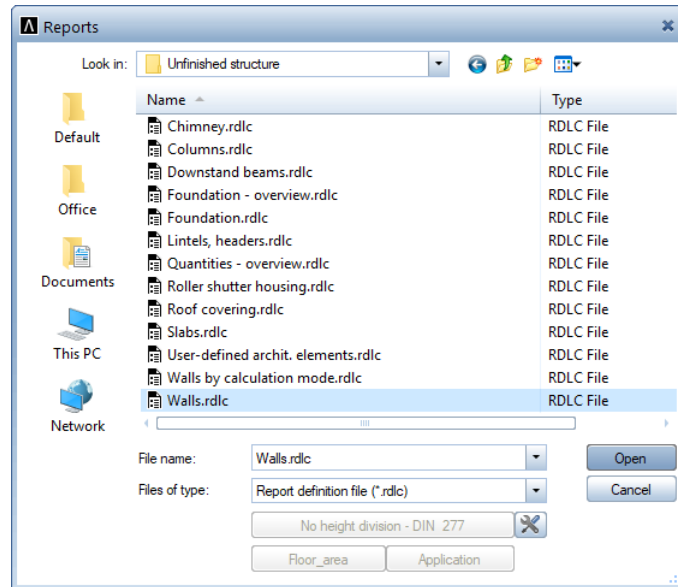 Reports
Look in: Unfinished structure
Name Type
Default
Office
Documents
This PC
Network
Chimney.rdlc RDLC File
Columns.rdlc RDLC File
Downstand beams.rdlc RDLC File
Foundation - overview.rdlc RDLC File
Foundation.rdlc RDLC File
Lintels, headers.rdlc RDLC File
Quantities - overview.rdlc RDLC File
Roller shutter housing.rdlc RDLC File
Roof covering.rdlc RDLC File
Slabs.rdlc RDLC File
User-defined archit. elements.rdlc RDLC File
Walls by calculation mode.rdlc RDLC File
Walls.rdlc RDLC File
File name: Walls.rdlc Open
Files of type: Report definition file (*.rdlc) Cancel
No height division - DIN 277
Floor_area Application